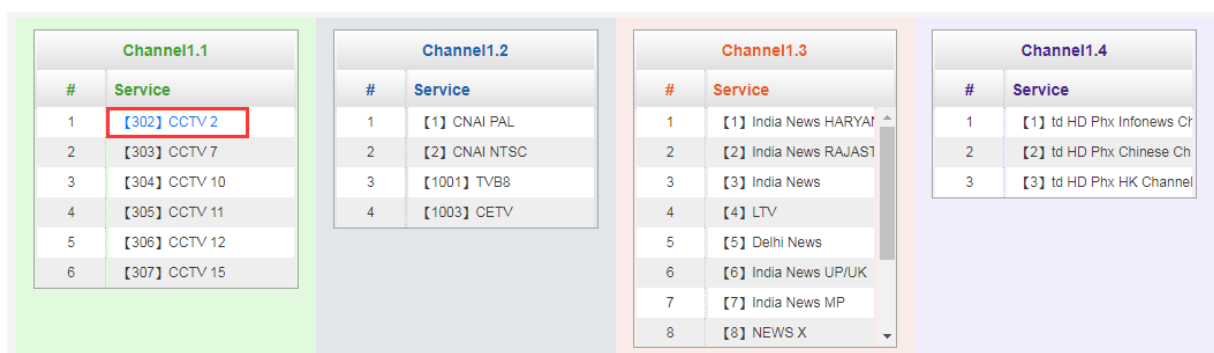 Channel1.1
# Service
1 【302】 CCTV 2
2 【303】 CCTV 7
3 【304】 CCTV 10
4 【305】 CCTV 11
5 【306】 CCTV 12
6 【307】 CCTV 15
Channel1.2
# Service
1 【1】 CNAI PAL
2 【2】 CNAI NTSC
3 【1001】 TVB8
4 【1003】 CETV
Channel1.3
# Service
1 【1】 India News
2 【2】 India News RAJAST
3 【3】 India News
4 【4】 LTV
5 【5】 Delhi News
6 【6】 India News UP/UK
7 【7】 India News MP
8 【8】 NEWS X
Channel1.4
# Service
1 【1】 td HD Phx Infonews Ch
2 【2】 td HD Phx Chinese Ch
3 【3】 td HD Phx HK Channel